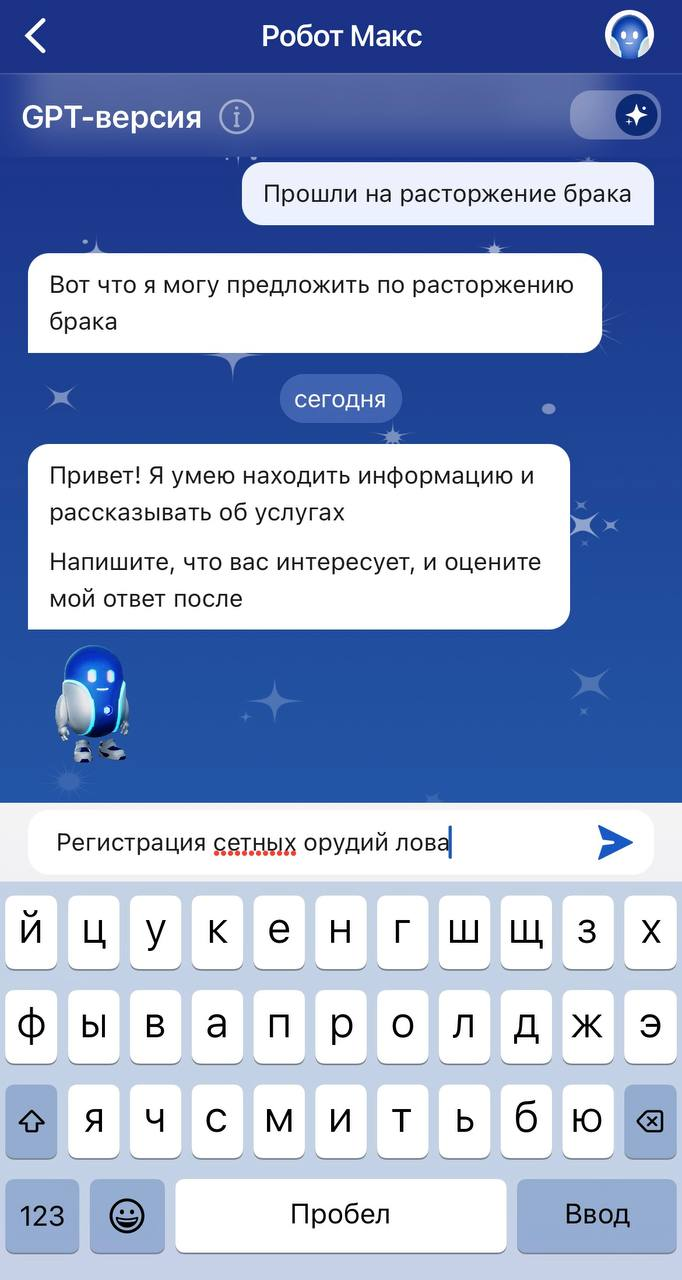 Робот Макс
GPT-версия
Прошли на расторжение брака
Вот что я могу предложить по расторжению
брака
сегодня
Привет! Я умею находить информацию и
рассказывать об услугах
Напишите, что вас интересует, и оцените
мой ответ после
Регистрация сетных орудий лова
й ц у к е н г ш щ з х
ф ы в а п р о л д ж э
я ч с м и т ь б ю
123 Пробел Ввод